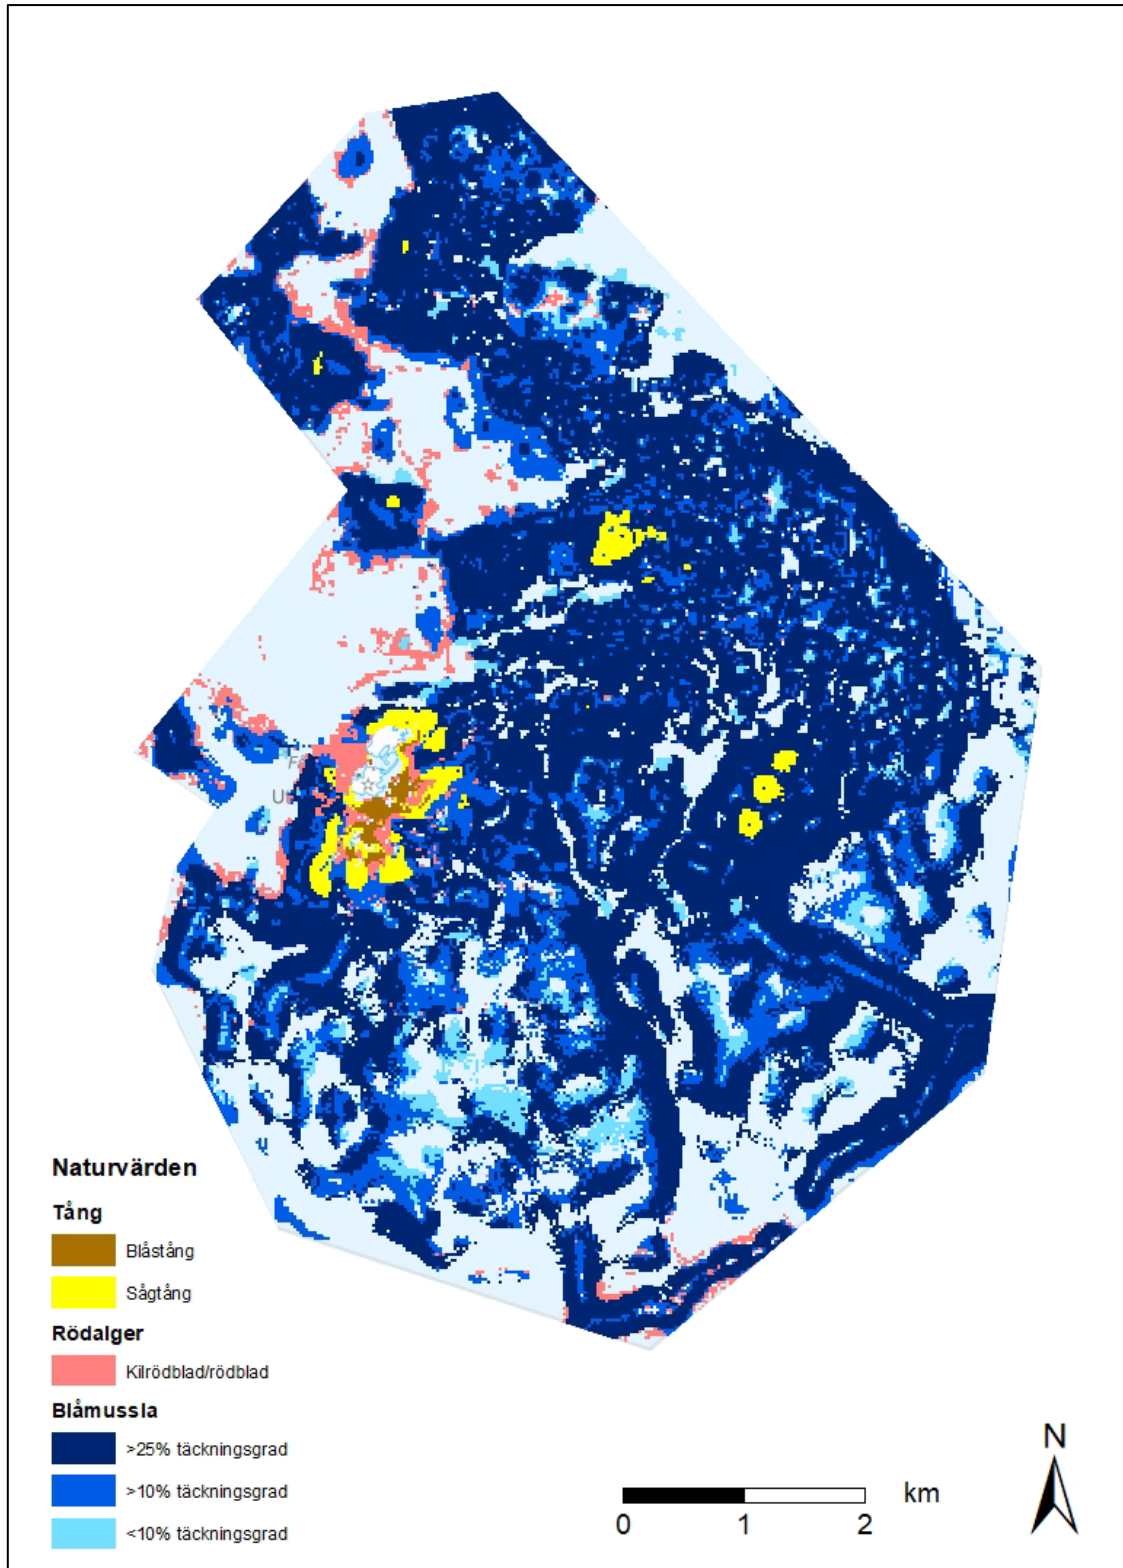 Naturvärden
Tång
Blåstång
Sågtång
Rödalger
Kilrödblad/rödblad
Blåmussla
>25% täckningsgrad
>10% täckningsgrad
<10% täckningsgrad
N
km
0 1 2